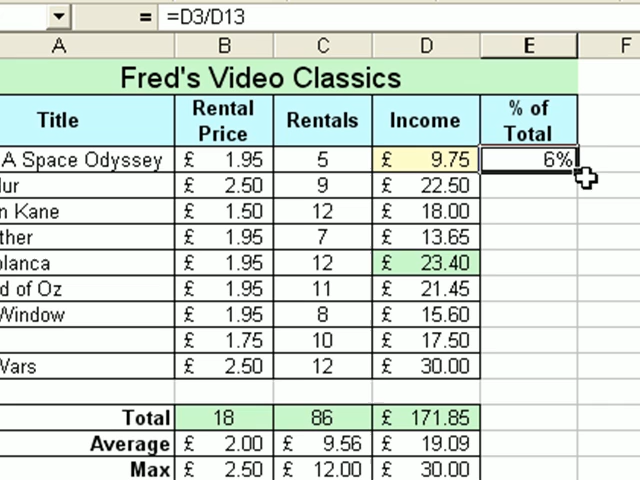 = =D3/D13
A B C D E F
Fred's Video Classics
Title Rental Price Rentals Income % of Total
A Space Odyssey £ 1.95 5 £ 9.75 6%
ur £ 2.50 9 £ 22.50
n Kane £ 1.50 12 £ 18.00
ther £ 1.95 7 £ 13.65
blanca £ 1.95 12 £ 23.40
d of Oz £ 1.95 11 £ 21.45
Window £ 1.95 8 £ 15.60
£ 1.75 10 £ 17.50
Wars £ 2.50 12 £ 30.00
Total 18 86 £ 171.85
Average £ 2.00 £ 9.56 £ 19.09
Max £ 2.50 £ 12.00 £ 30.00